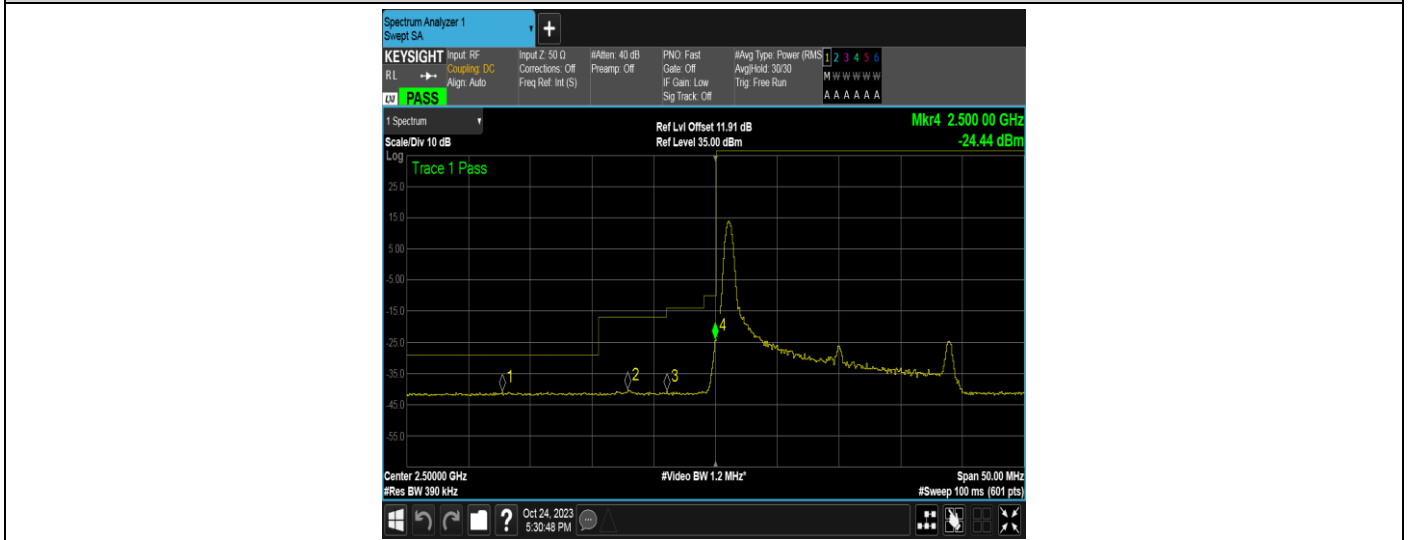 Spectrum Analyzer 1
Swept SA
+
KEYSIGHT Input: RF Input Z: 50 Ω #Atten: 40 dB PNO: Fast #Avg Type: Power (RMS 1 2 3 4 5 6
RL Coupling: DC Corrections: Off Preamp: Off Gate: Off Avg|Hold: 30/30 M W W W W W
Align: Auto Freq Ref: Int (S) IF Gain: Low Trig: Free Run
LXI PASS Sig Track: Off A A A A A A
1 Spectrum
Ref Lvl Offset 11.91 dB Mkr4 2.500 00 GHz
Scale/Div 10 dB Ref Level 35.00 dBm -24.44 dBm
Log
Trace 1 Pass
25.0
15.0
5.00
-5.00
-15.0
4
-25.0
-35.0
1 2 3
-45.0
-55.0
Center 2.50000 GHz #Video BW 1.2 MHz* Span 50.00 MHz
#Res BW 390 kHz #Sweep 100 ms (601 pts)
? Oct 24, 2023
5:30:48 PM